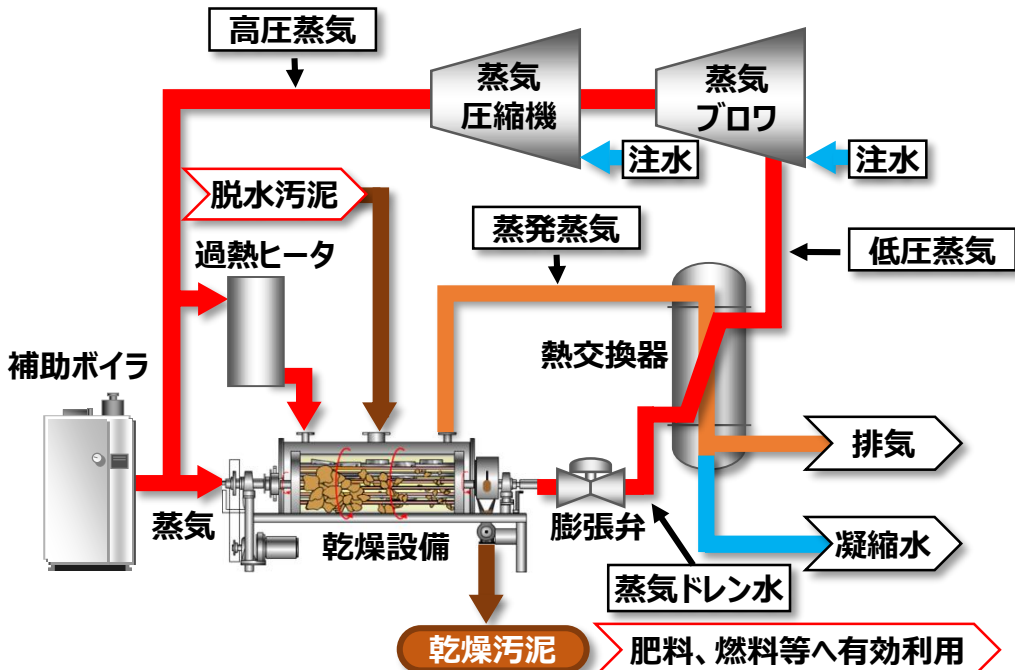 高圧蒸気
蒸気
圧縮機
蒸気
ブロワ
注水
注水
脱水汚泥
蒸発蒸気
低圧蒸気
過熱ヒータ
熱交換器
補助ボイラ
排気
蒸気
乾燥設備
膨張弁
凝縮水
蒸気ドレン水
乾燥汚泥
肥料、燃料等へ有効利用